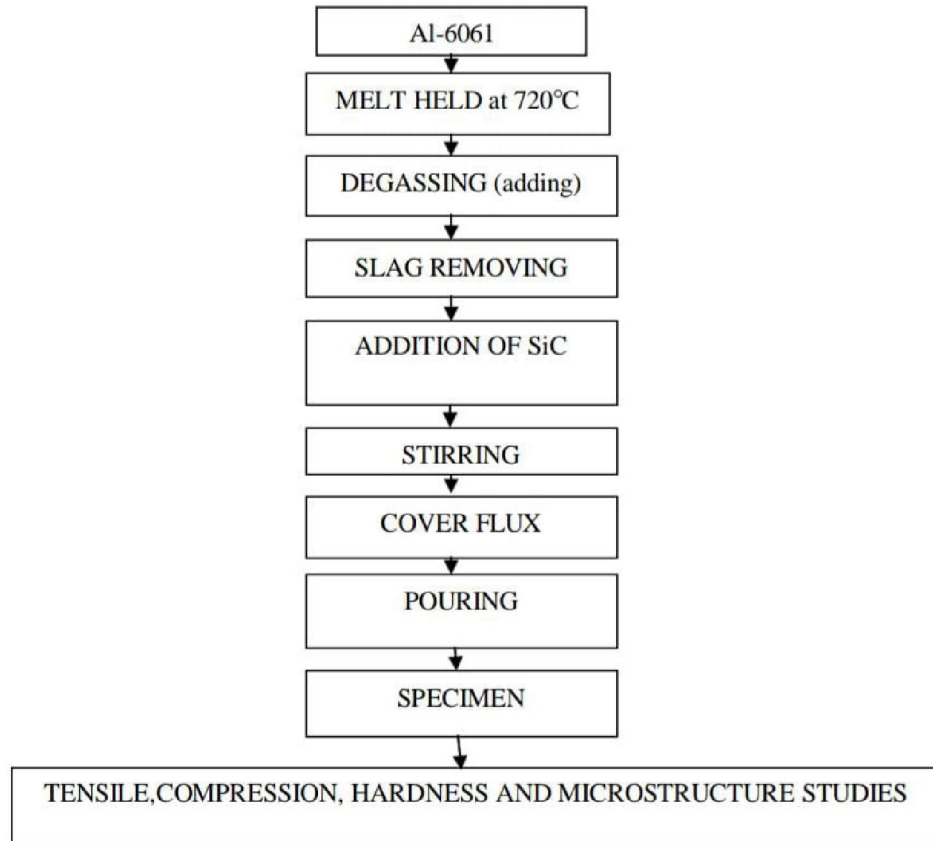 Al-6061
MELT HELD at 720℃
DEGASSING (adding)
SLAG REMOVING
ADDITION OF SiC
STIRRING
COVER FLUX
POURING
SPECIMEN
TENSILE,COMPRESSION, HARDNESS AND MICROSTRUCTURE STUDIES